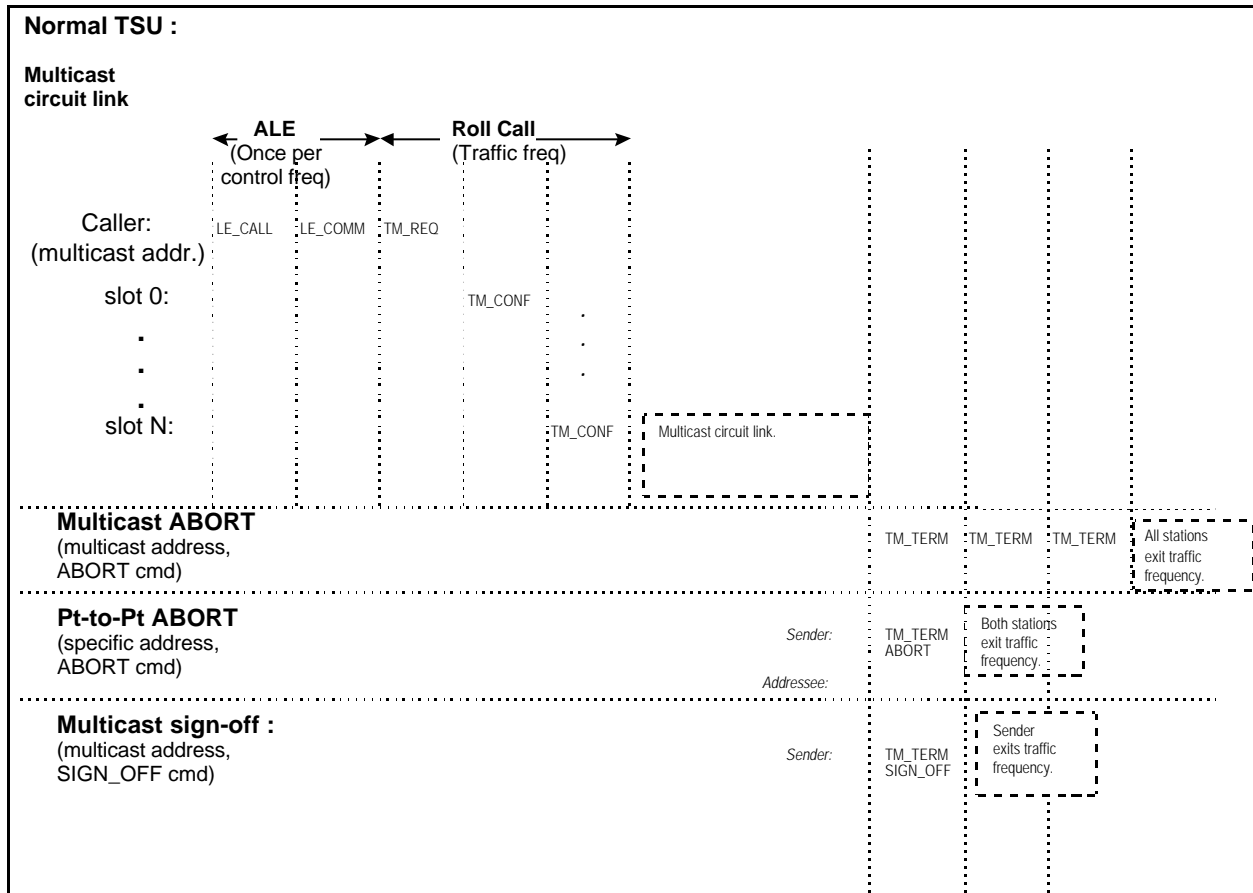 Normal TSU :
Multicast
circuit link
ALE
(Once per
control freq)
Roll Call
(Traffic freq)
Caller:
(multicast addr.)
LE_CALL
LE_COMM
TM_REQ
slot 0:
TM_CONF
.
.
.
.
.
.
slot N:
TM_CONF
Multicast circuit link.
Multicast ABORT
(multicast address,
ABORT cmd)
TM_TERM
TM_TERM
TM_TERM
All stations
exit traffic
frequency.
Pt-to-Pt ABORT
(specific address,
ABORT cmd)
Sender:
TM_TERM
ABORT
Both stations
exit traffic
frequency.
Addressee:
Multicast sign-off :
(multicast address,
SIGN_OFF cmd)
Sender:
TM_TERM
SIGN_OFF
Sender
exits traffic
frequency.